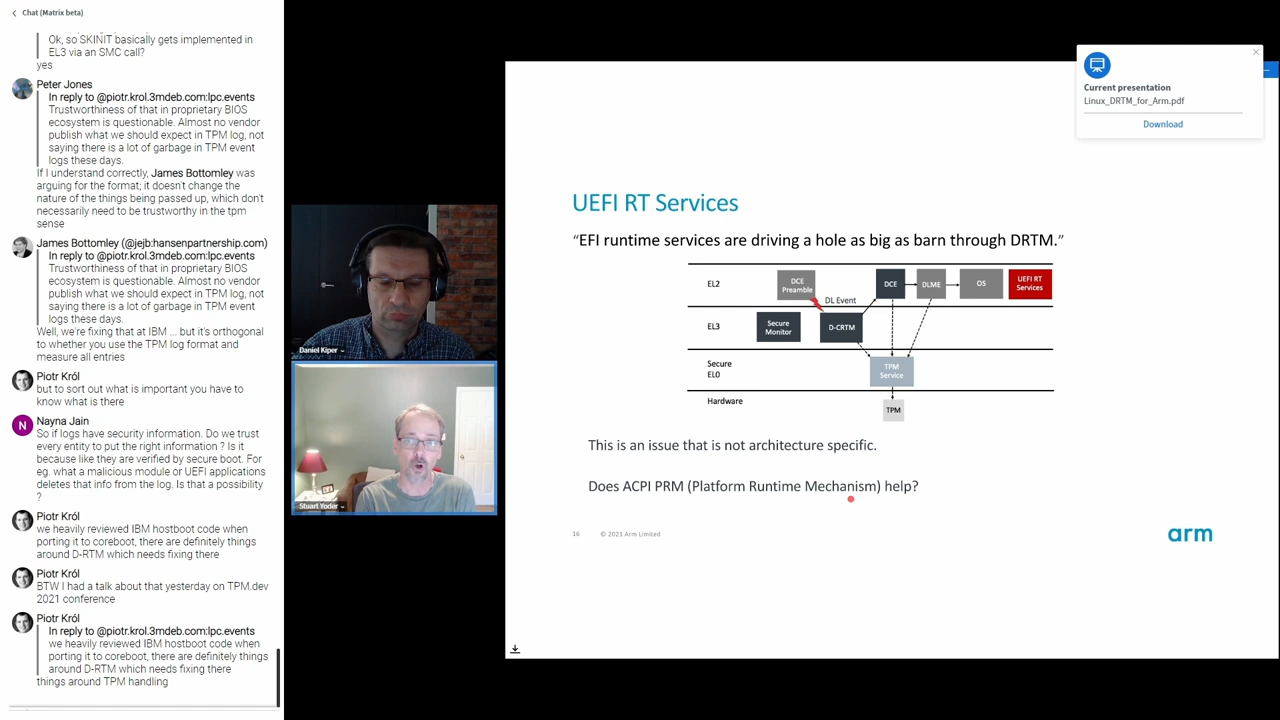 Chat (Matrix beta)
Ok, so SKINIT basically gets implemented in
EL3 via an SMC call?
yes
Peter Jones
In reply to @piotr.krol.3mdeb.com:lpc.events
Trustworthiness of that in proprietary BIOS
ecosystem is questionable. Almost no vendor
publish what we should expect in TPM log, not
saying there is a lot of garbage in TPM event
logs these days.
If I understand correctly, James Bottomley was
arguing for the format; it doesn't change the
nature of the things being passed up, which don't
necessarily need to be trustworthy in the tpm
sense
James Bottomley (@jejb:hansenpartnership.com)
In reply to @piotr.krol.3mdeb.com:lpc.events
Trustworthiness of that in proprietary BIOS
ecosystem is questionable. Almost no vendor
publish what we should expect in TPM log, not
saying there is a lot of garbage in TPM event
logs these days.
Well, we're fixing that at IBM ... but it's orthogonal
to whether you use the TPM log format and
measure all entries
Piotr Król
but to sort out what is important you have to
know what is there
N
Nayna Jain
So if logs have security information. Do we trust
every entity to put the right information ? Is it
because like they are verified by secure boot. For
eg. what a malicious module or UEFI applications
deletes that info from the log. Is that a possibility
?
Piotr Król
we heavily reviewed IBM hostboot code when
porting it to coreboot, there are definitely things
around D-RTM which needs fixing there
Piotr Król
BTW I had a talk about that yesterday on TPM.dev
2021 conference
Piotr Król
In reply to @piotr.krol.3mdeb.com:lpc.events
we heavily reviewed IBM hostboot code when
porting it to coreboot, there are definitely things
around D-RTM which needs fixing there
things around TPM handling
Daniel Kiper
Stuart Yoder
Current presentation
Linux_DRTM_for_Arm.pdf
Download
UEFI RT Services
“EFI runtime services are driving a hole as big as barn through DRTM.”
EL2
DCE
Preamble
DL Event
DCE
DLME
OS
UEFI RT
Services
EL3
Secure
Monitor
D-CRTM
Secure
EL0
TPM
Service
Hardware
TPM
This is an issue that is not architecture specific.
Does ACPI PRM (Platform Runtime Mechanism) help?
16
© 2021 Arm Limited
arm